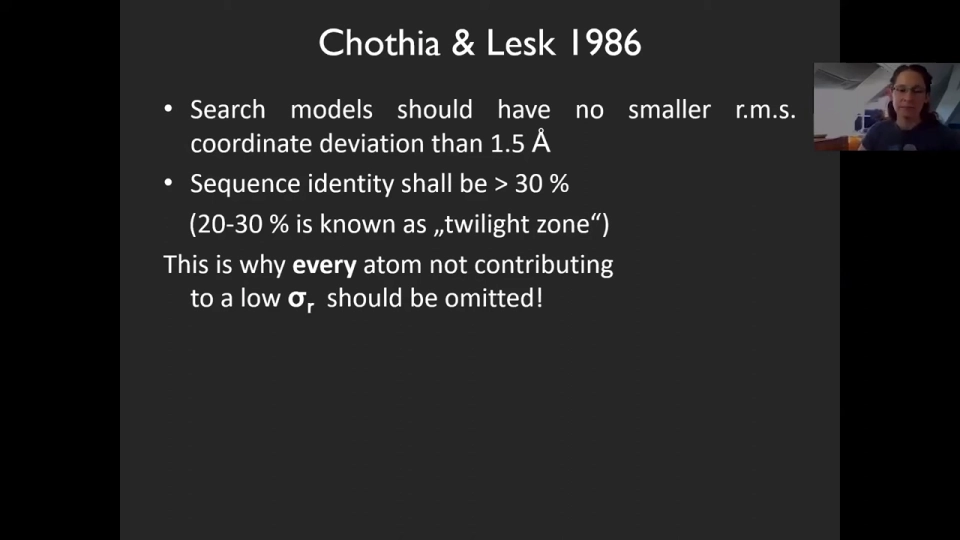 Chothia & Lesk 1986
• Search models should have no smaller r.m.s.
coordinate deviation than 1.5 Å
• Sequence identity shall be > 30 %
(20-30 % is known as „twilight zone“)
This is why every atom not contributing
to a low σr should be omitted!